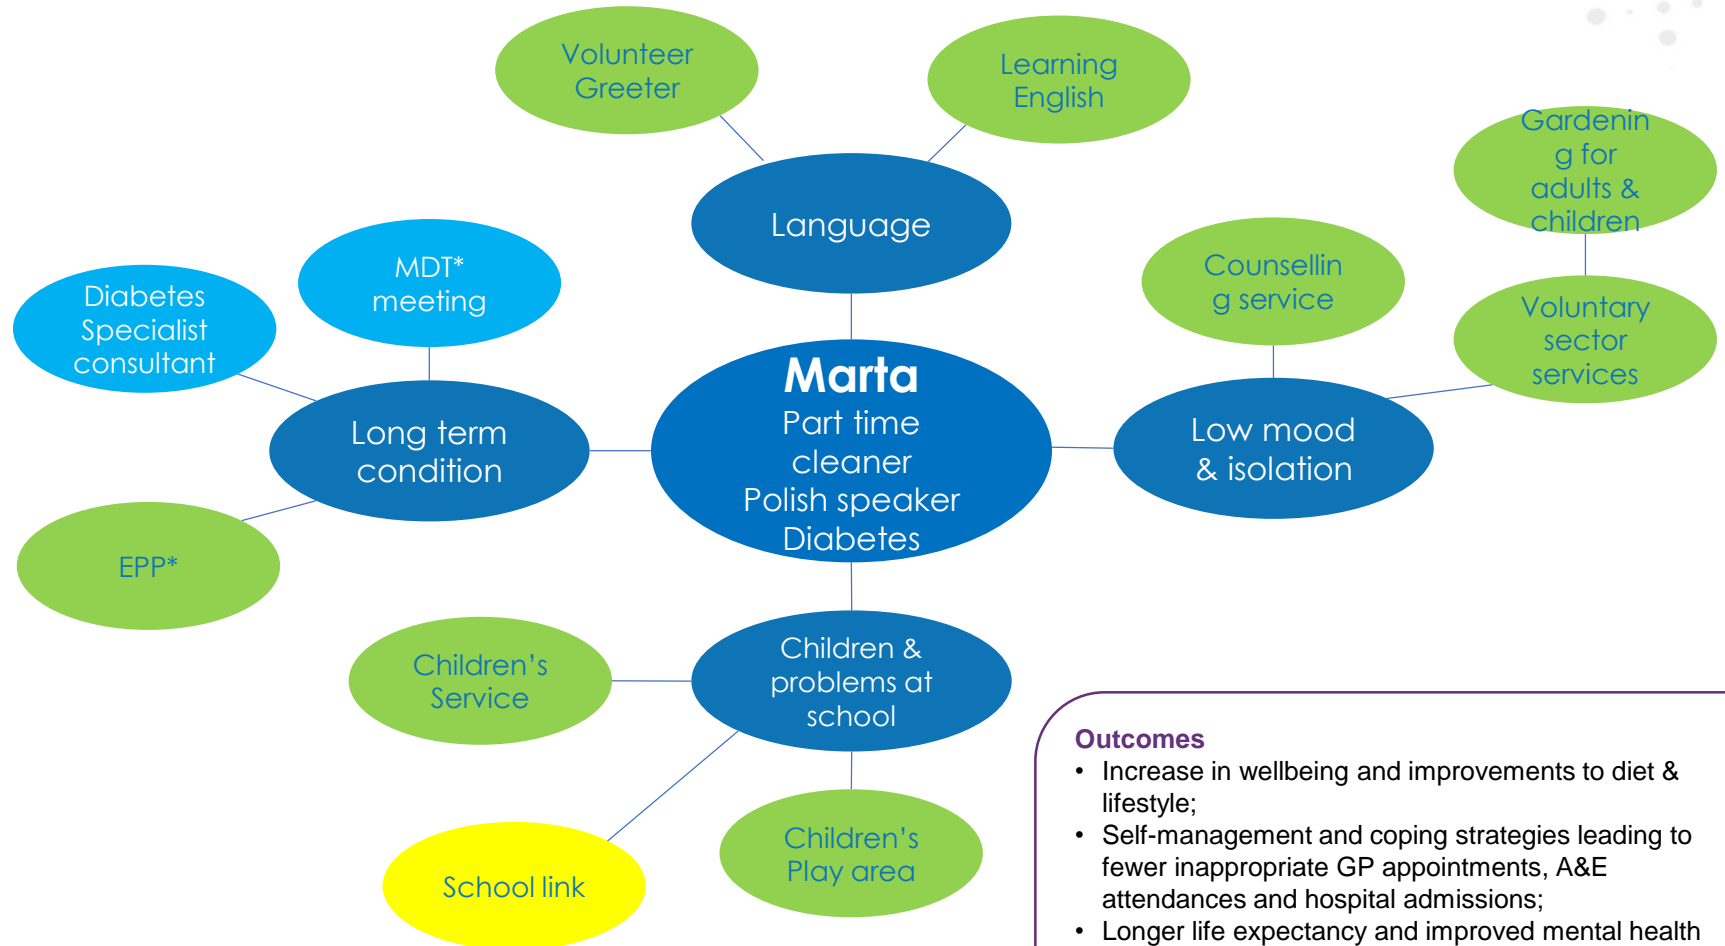 Volunteer
Greeter
Learning
English
Gardenin
g for
adults &
children
Language
MDT*
meeting
Counsellin
g service
Diabetes
Specialist
consultant
Voluntary
sector
services
Marta
Part time
cleaner
Polish speaker
Diabetes
Long term
condition
Low mood
& isolation
EPP*
Children &
problems at
school
Children’s
Service
School link
Children’s
Play area
Outcomes
• Increase in wellbeing and improvements to diet &
lifestyle;
• Self-management and coping strategies leading to
fewer inappropriate GP appointments, A&E
attendances and hospital admissions;
• Longer life expectancy and improved mental health